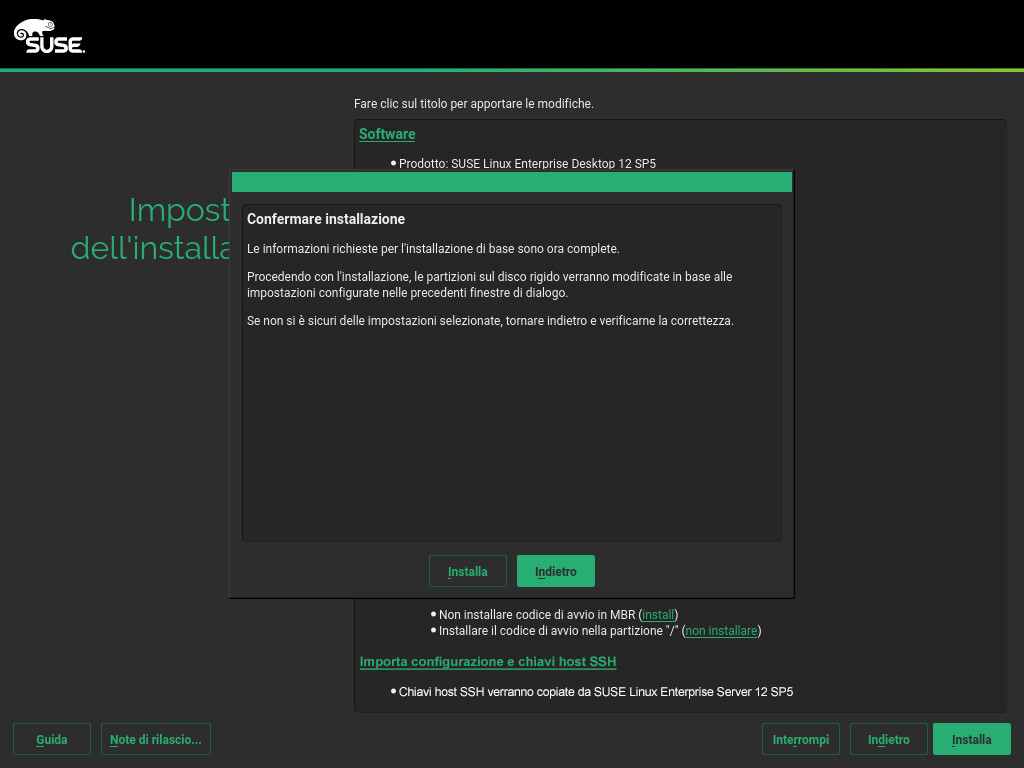 SUSE.
Fare clic sul titolo per apportare le modifiche.
Software
Prodotto: SUSE Linux Enterprise Desktop 12 SP5
Impost
dell'installa
Confermare installazione
Le informazioni richieste per l'installazione di base sono ora complete.
Procedendo con l'installazione, le partizioni sul disco rigido verranno modificate in base alle
impostazioni configurate nelle precedenti finestre di dialogo.
Se non si è sicuri delle impostazioni selezionate, tornare indietro e verificarne la correttezza.
Installa Indietro
Non installare codice di avvio in MBR (install)
Installare il codice di avvio nella partizione "/" (non installare)
Importa configurazione e chiavi host SSH
Chiavi host SSH verranno copiate da SUSE Linux Enterprise Server 12 SP5
Guida Note di rilascio... Interrompi Indietro Installa